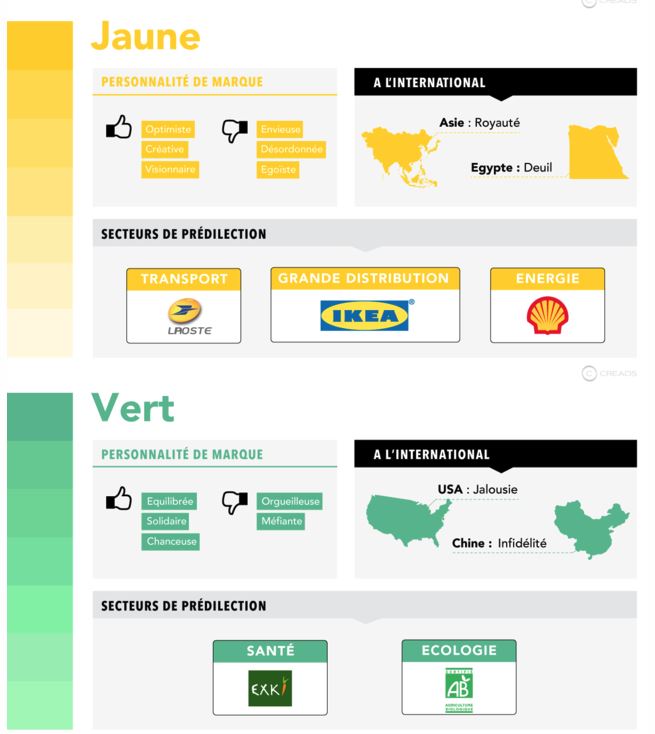 © CREADS
Jaune
PERSONNALITÉ DE MARQUE
A L'INTERNATIONAL
Optimiste
Créative
Visionnaire
Envieuse
Désordonnée
Egoïste
Asie : Royauté
Egypte : Deuil
SECTEURS DE PRÉDILECTION
TRANSPORT
GRANDE DISTRIBUTION
ENERGIE
LA POSTE
IKEA®
© CREADS
Vert
PERSONNALITÉ DE MARQUE
A L'INTERNATIONAL
Equilibrée
Solidaire
Chanceuse
Orgueilleuse
Méfiante
USA : Jalousie
Chine : Infidélité
SECTEURS DE PRÉDILECTION
SANTÉ
ECOLOGIE
EXKi
CERTIFIÉ
AB
AGRICULTURE
BIOLOGIQUE